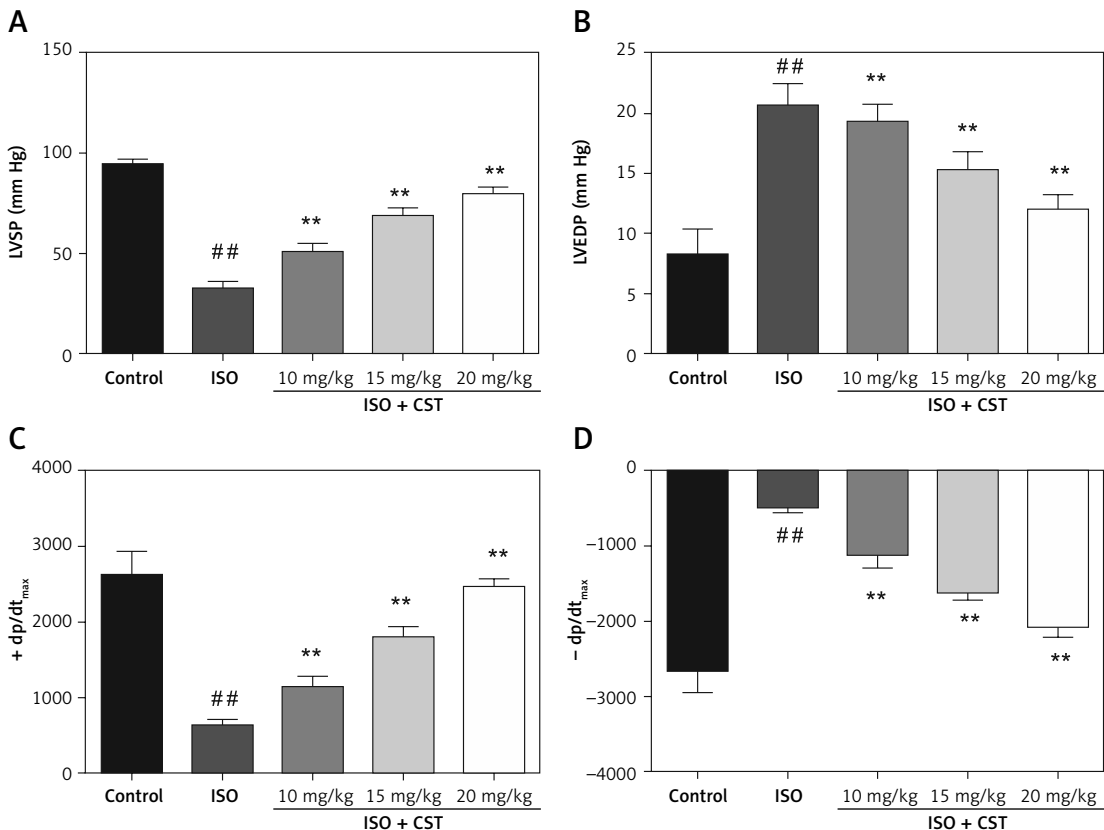 A
LVSP (mm Hg)
150
100
50
0
##
**
**
**
Control ISO 10 mg/kg 15 mg/kg 20 mg/kg
ISO + CST
B
LVEDP (mm Hg)
25
20
15
10
5
0
##
**
**
**
Control ISO 10 mg/kg 15 mg/kg 20 mg/kg
ISO + CST
C
+ dp/dtmax
4000
3000
2000
1000
0
##
**
**
**
Control ISO 10 mg/kg 15 mg/kg 20 mg/kg
ISO + CST
D
– dp/dtmax
0
–1000
–2000
–3000
–4000
##
**
**
**
Control ISO 10 mg/kg 15 mg/kg 20 mg/kg
ISO + CST